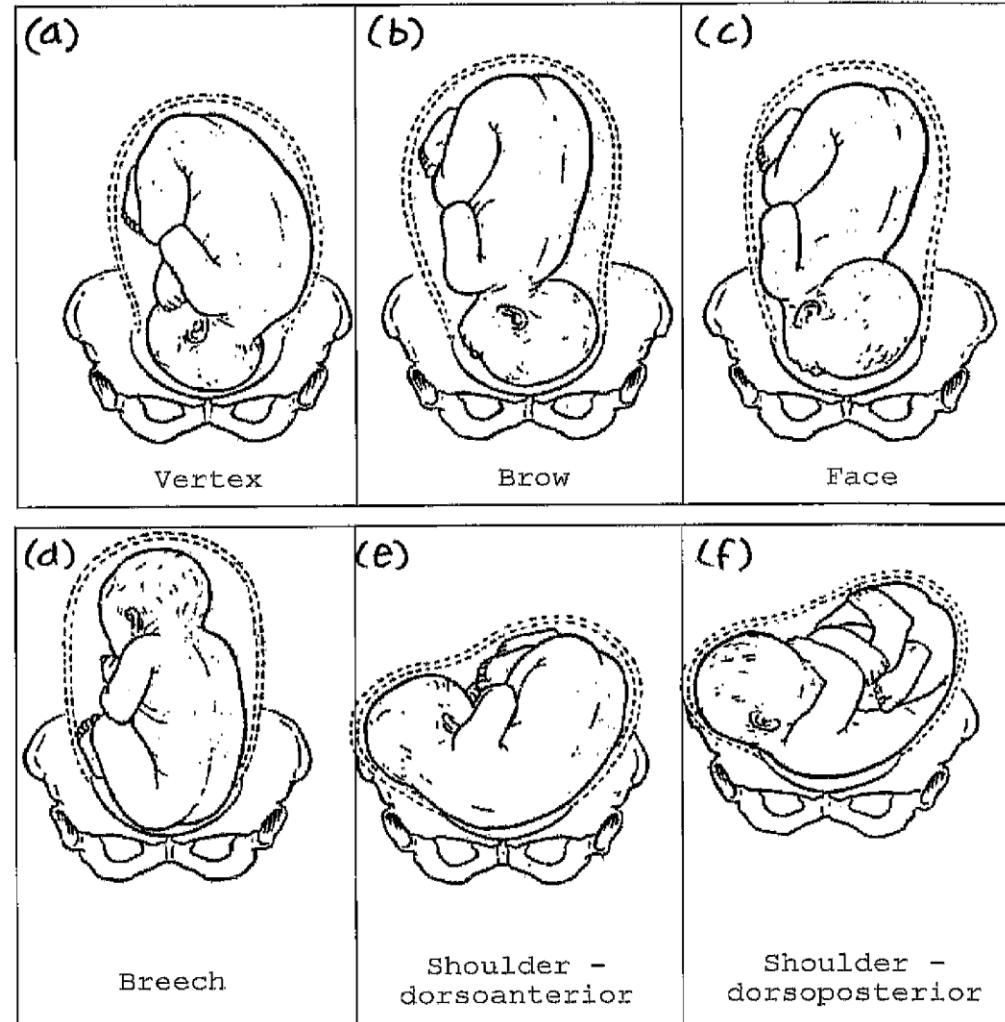 (a)
(b)
(c)
Vertex
Brow
Face
(d)
(e)
(f)
Breech
Shoulder -
dorsoanterior
Shoulder -
dorsoposterior